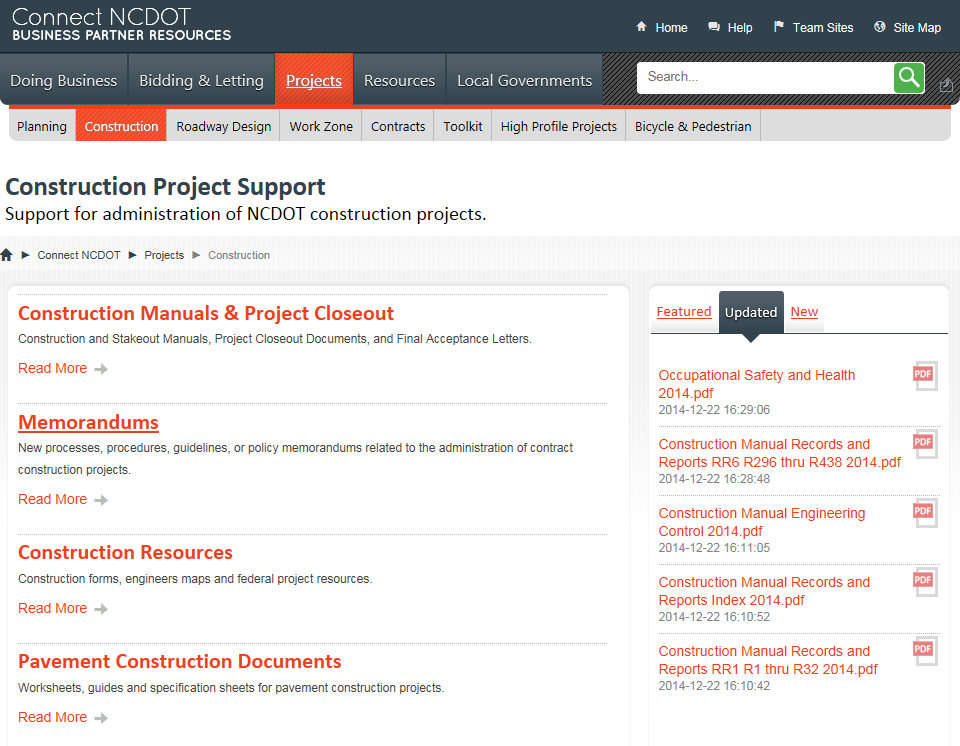 Connect NCDOT
BUSINESS PARTNER RESOURCES
Home Help Team Sites Site Map
Doing Business Bidding & Letting Projects Resources Local Governments
Search...
Planning Construction Roadway Design Work Zone Contracts Toolkit High Profile Projects Bicycle & Pedestrian
Construction Project Support
Support for administration of NCDOT construction projects.
Connect NCDOT Projects Construction
Construction Manuals & Project Closeout
Construction and Stakeout Manuals, Project Closeout Documents, and Final Acceptance Letters.
Read More
Memorandums
New processes, procedures, guidelines, or policy memorandums related to the administration of contract
construction projects.
Read More
Construction Resources
Construction forms, engineers maps and federal project resources.
Read More
Pavement Construction Documents
Worksheets, guides and specification sheets for pavement construction projects.
Read More
Featured Updated New
Occupational Safety and Health
2014.pdf
2014-12-22 16:29:06
PDF
Construction Manual Records and
Reports RR6 R296 thru R438 2014.pdf
2014-12-22 16:28:48
PDF
Construction Manual Engineering
Control 2014.pdf
2014-12-22 16:11:05
PDF
Construction Manual Records and
Reports Index 2014.pdf
2014-12-22 16:10:52
PDF
Construction Manual Records and
Reports RR1 R1 thru R32 2014.pdf
2014-12-22 16:10:42
PDF